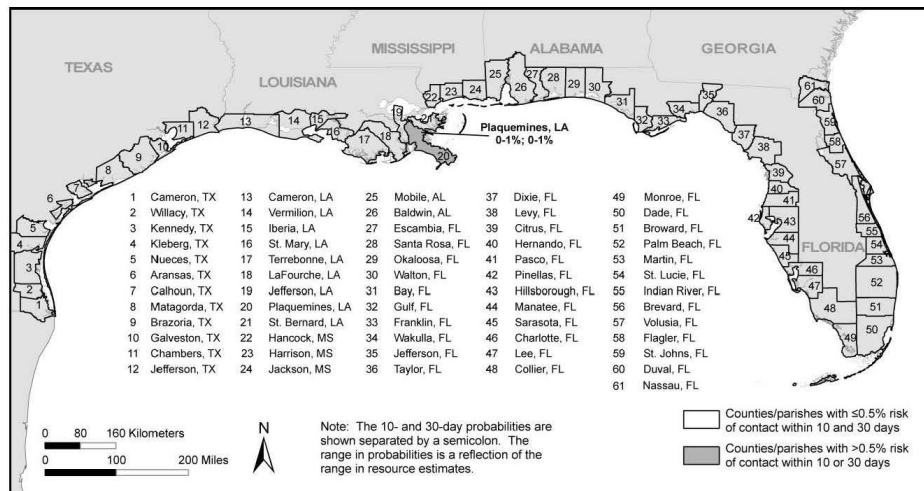 MISSISSIPPI
ALABAMA
GEORGIA
TEXAS
LOUISIANA
FLORIDA
Plaquemines, LA
0-1%; 0-1%
1 Cameron, TX
2 Willacy, TX
3 Kennedy, TX
4 Kleberg, TX
5 Nueces, TX
6 Aransas, TX
7 Calhoun, TX
8 Matagorda, TX
9 Brazoria, TX
10 Galveston, TX
11 Chambers, TX
12 Jefferson, TX
13 Cameron, LA
14 Vermilion, LA
15 Iberia, LA
16 St. Mary, LA
17 Terrebonne, LA
18 LaFourche, LA
19 Jefferson, LA
20 Plaquemines, LA
21 St. Bernard, LA
22 Hancock, MS
23 Harrison, MS
24 Jackson, MS
25 Mobile, AL
26 Baldwin, AL
27 Escambia, FL
28 Santa Rosa, FL
29 Okaloosa, FL
30 Walton, FL
31 Bay, FL
32 Gulf, FL
33 Franklin, FL
34 Wakulla, FL
35 Jefferson, FL
36 Taylor, FL
37 Dixie, FL
38 Levy, FL
39 Citrus, FL
40 Hernando, FL
41 Pasco, FL
42 Pinellas, FL
43 Hillsborough, FL
44 Manatee, FL
45 Sarasota, FL
46 Charlotte, FL
47 Lee, FL
48 Collier, FL
49 Monroe, FL
50 Dade, FL
51 Broward, FL
52 Palm Beach, FL
53 Martin, FL
54 St. Lucie, FL
55 Indian River, FL
56 Brevard, FL
57 Volusia, FL
58 Flagler, FL
59 St. Johns, FL
60 Duval, FL
61 Nassau, FL
0 80 160 Kilometers
0 100 200 Miles
N
Note: The 10- and 30-day probabilities are
shown separated by a semicolon. The
range in probabilities is a reflection of the
range in resource estimates.
Counties/parishes with ≤0.5% risk
of contact within 10 and 30 days
Counties/parishes with >0.5% risk
of contact within 10 or 30 days